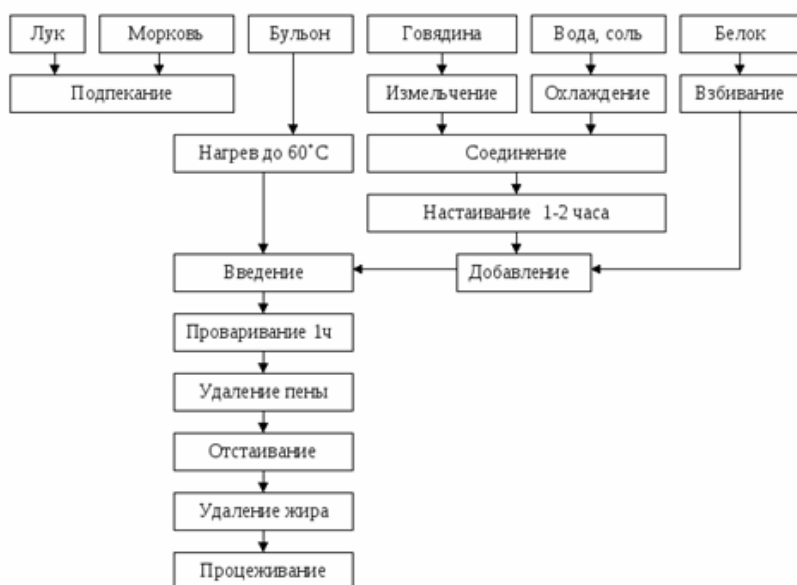 Лук
Морковь
Бульон
Говядина
Вода, соль
Белок
Подпекание
Измельчение
Охлаждение
Взбивание
Нагрев до 60˚С
Соединение
Настаивание 1-2 часа
Введение
Добавление
Проваривание 1ч
Удаление пены
Отстаивание
Удаление жира
Процеживание